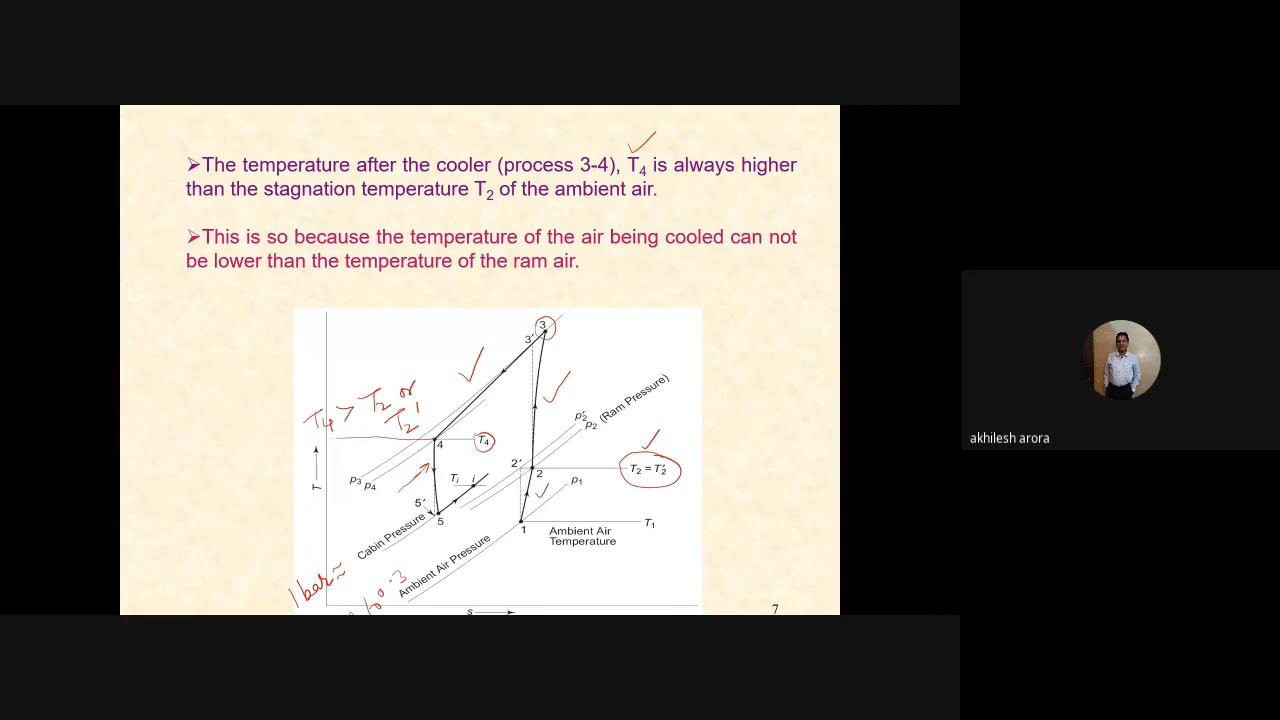 ➢The temperature after the cooler (process 3-4), T4 is always higher
than the stagnation temperature T2 of the ambient air.
➢This is so because the temperature of the air being cooled can not
be lower than the temperature of the ram air.
3
3′
T4 > T2 or
T2′
p2′
p2 (Ram Pressure)
4
T4
2′
2
T2 = T2′
T
p3
p4
Ti
i
p1
5′
5
1
T1
Cabin Pressure
Ambient Air
Temperature
Ambient Air Pressure
1 bar ≈
to 0.3
s
7
akhilesh arora